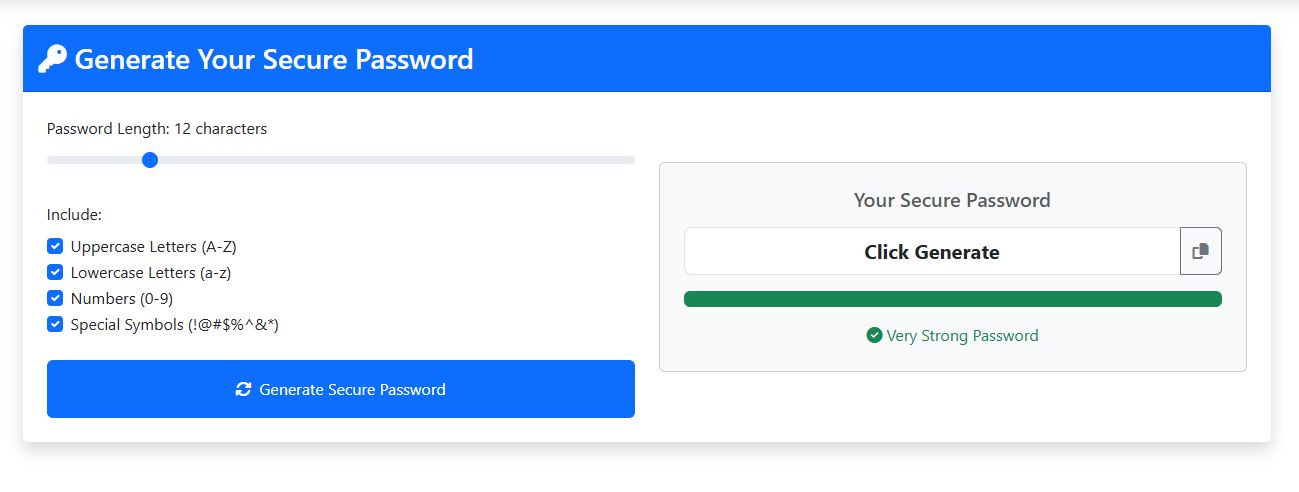 Generate Your Secure Password
Password Length: 12 characters
Include:
Uppercase Letters (A-Z)
Lowercase Letters (a-z)
Numbers (0-9)
Special Symbols (!@#$%^&*)
Generate Secure Password
Your Secure Password
Click Generate
Very Strong Password